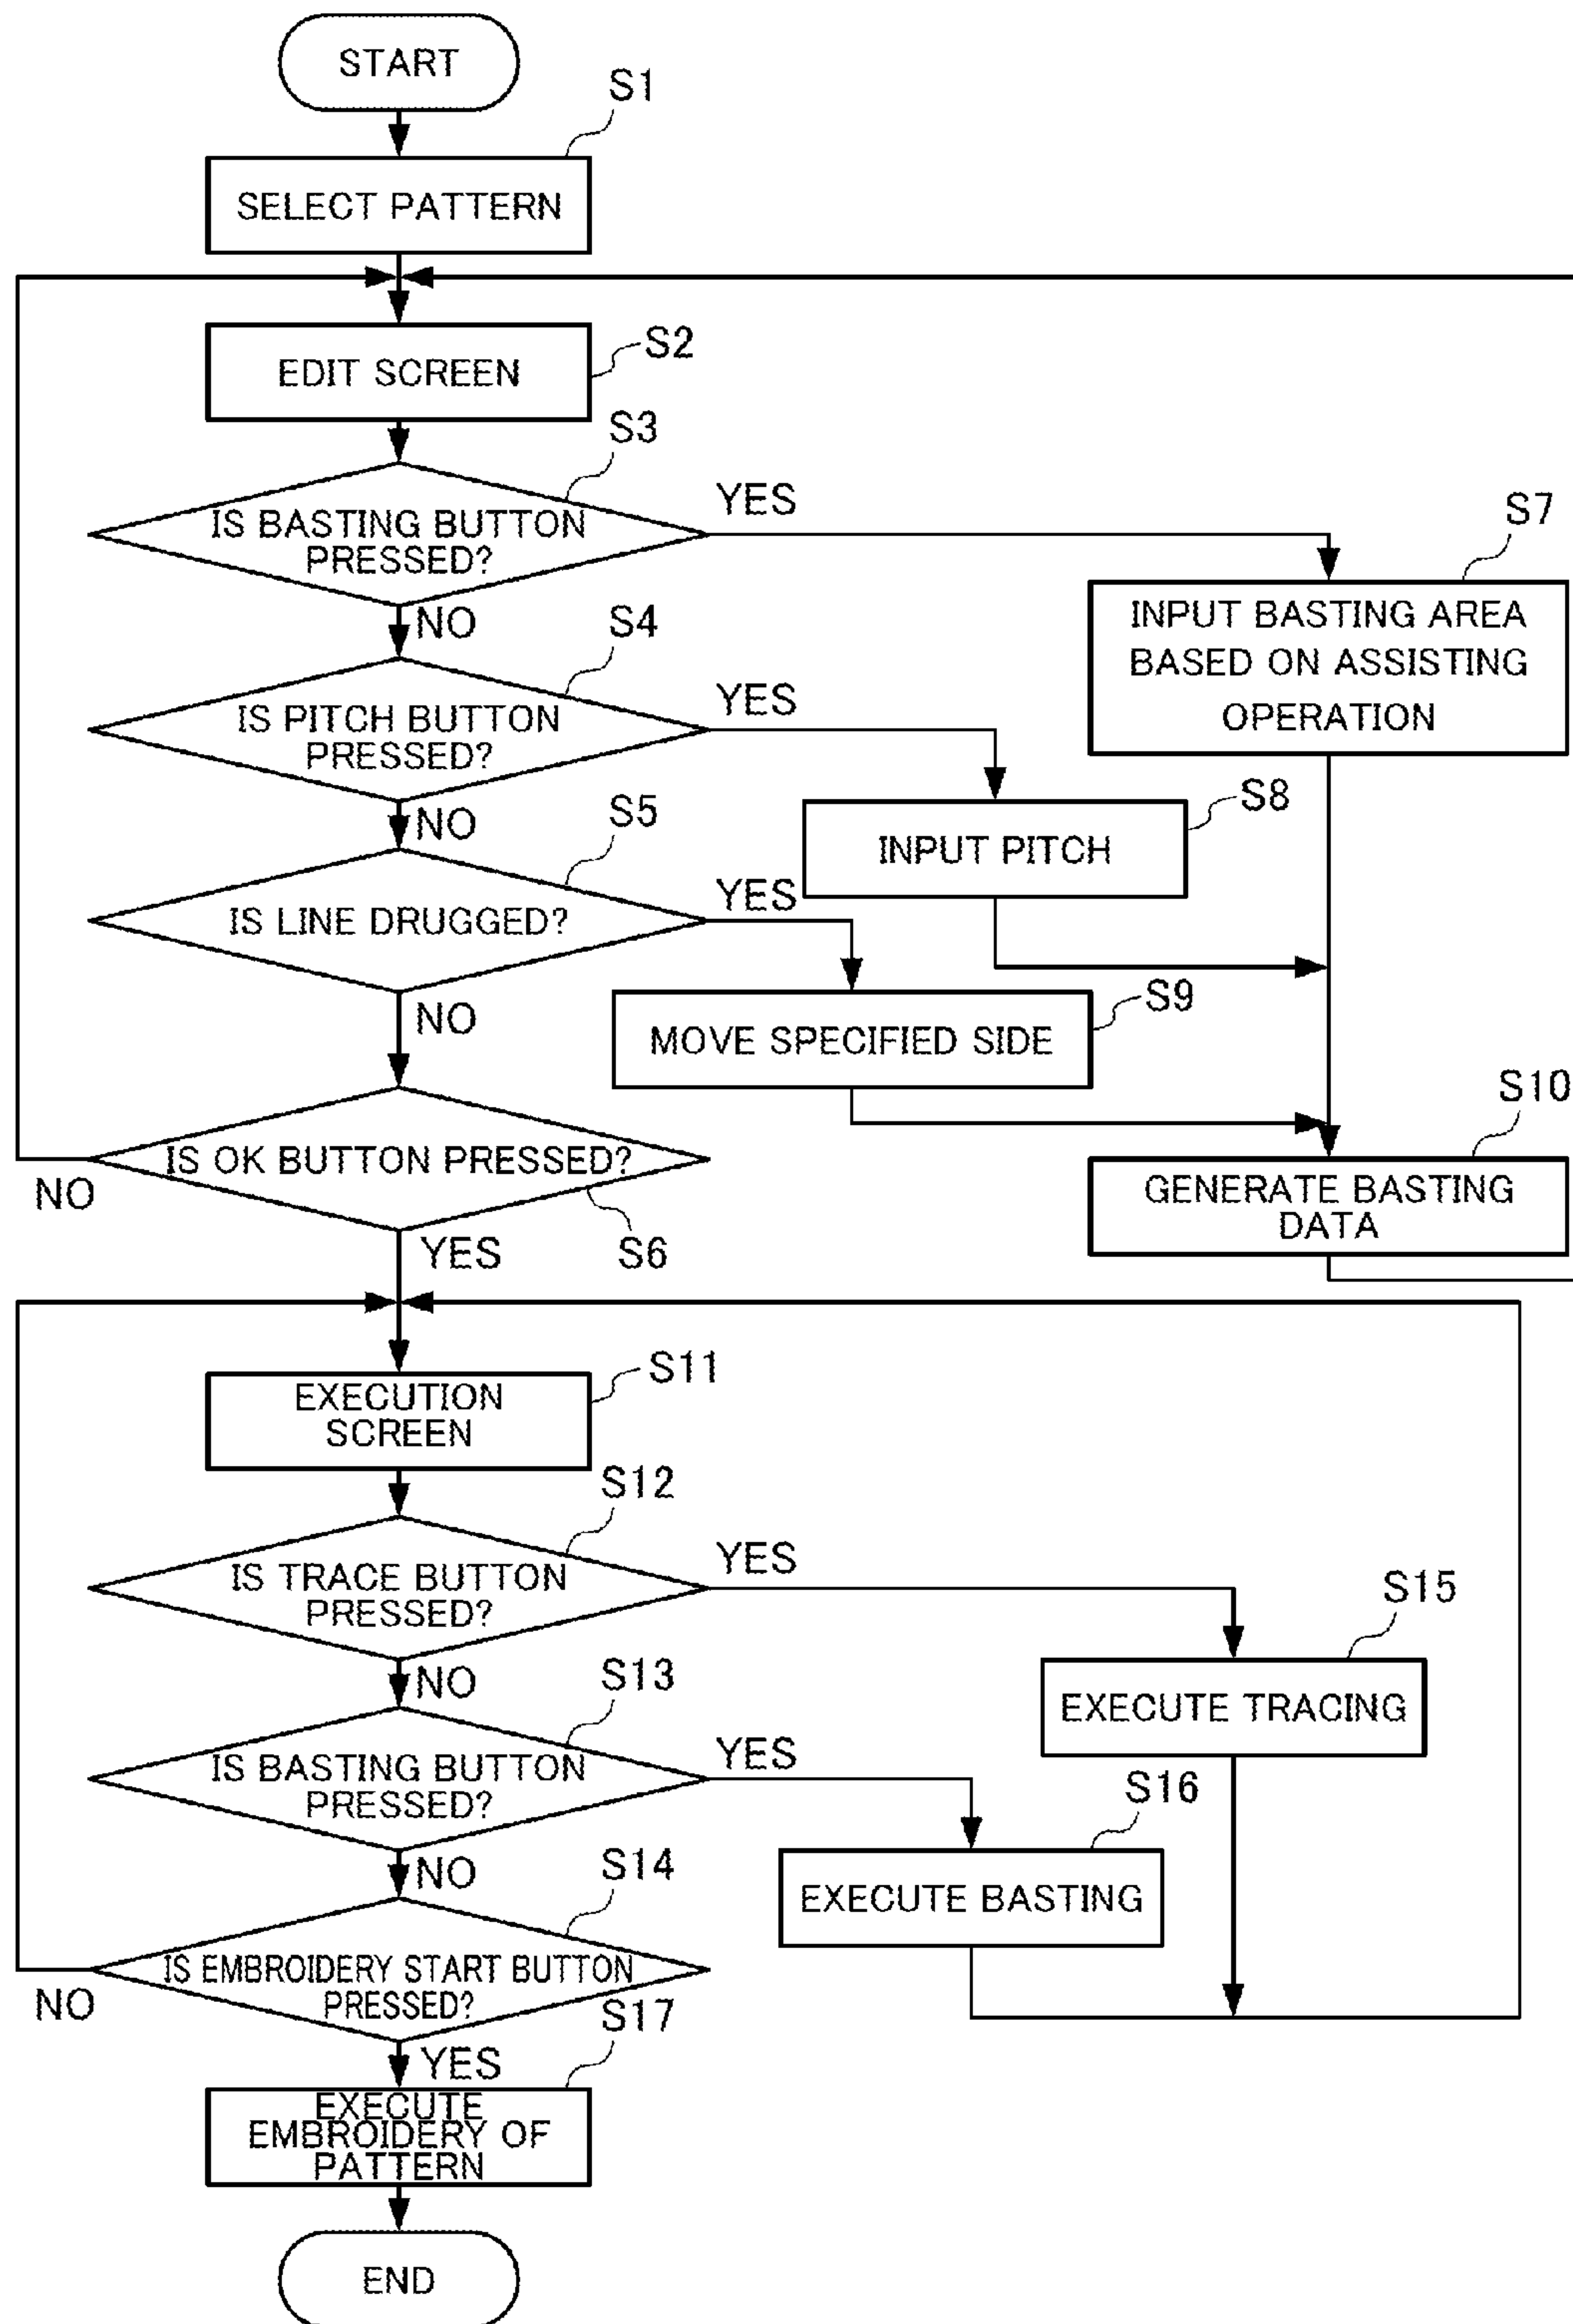 START
S1
SELECT PATTERN
S2
EDIT SCREEN
S3
IS BASTING BUTTON
PRESSED?
YES
NO
S7
INPUT BASTING AREA
BASED ON ASSISTING
OPERATION
S4
IS PITCH BUTTON
PRESSED?
YES
NO
S8
INPUT PITCH
S5
IS LINE DRUGGED?
YES
NO
S9
MOVE SPECIFIED SIDE
S10
GENERATE BASTING
DATA
IS OK BUTTON PRESSED?
NO
YES
S6
S11
EXECUTION
SCREEN
S12
IS TRACE BUTTON
PRESSED?
YES
NO
S15
EXECUTE TRACING
S13
IS BASTING BUTTON
PRESSED?
YES
NO
S16
EXECUTE BASTING
S14
IS EMBROIDERY START BUTTON
PRESSED?
NO
YES
S17
EXECUTE
EMBROIDERY OF
PATTERN
END